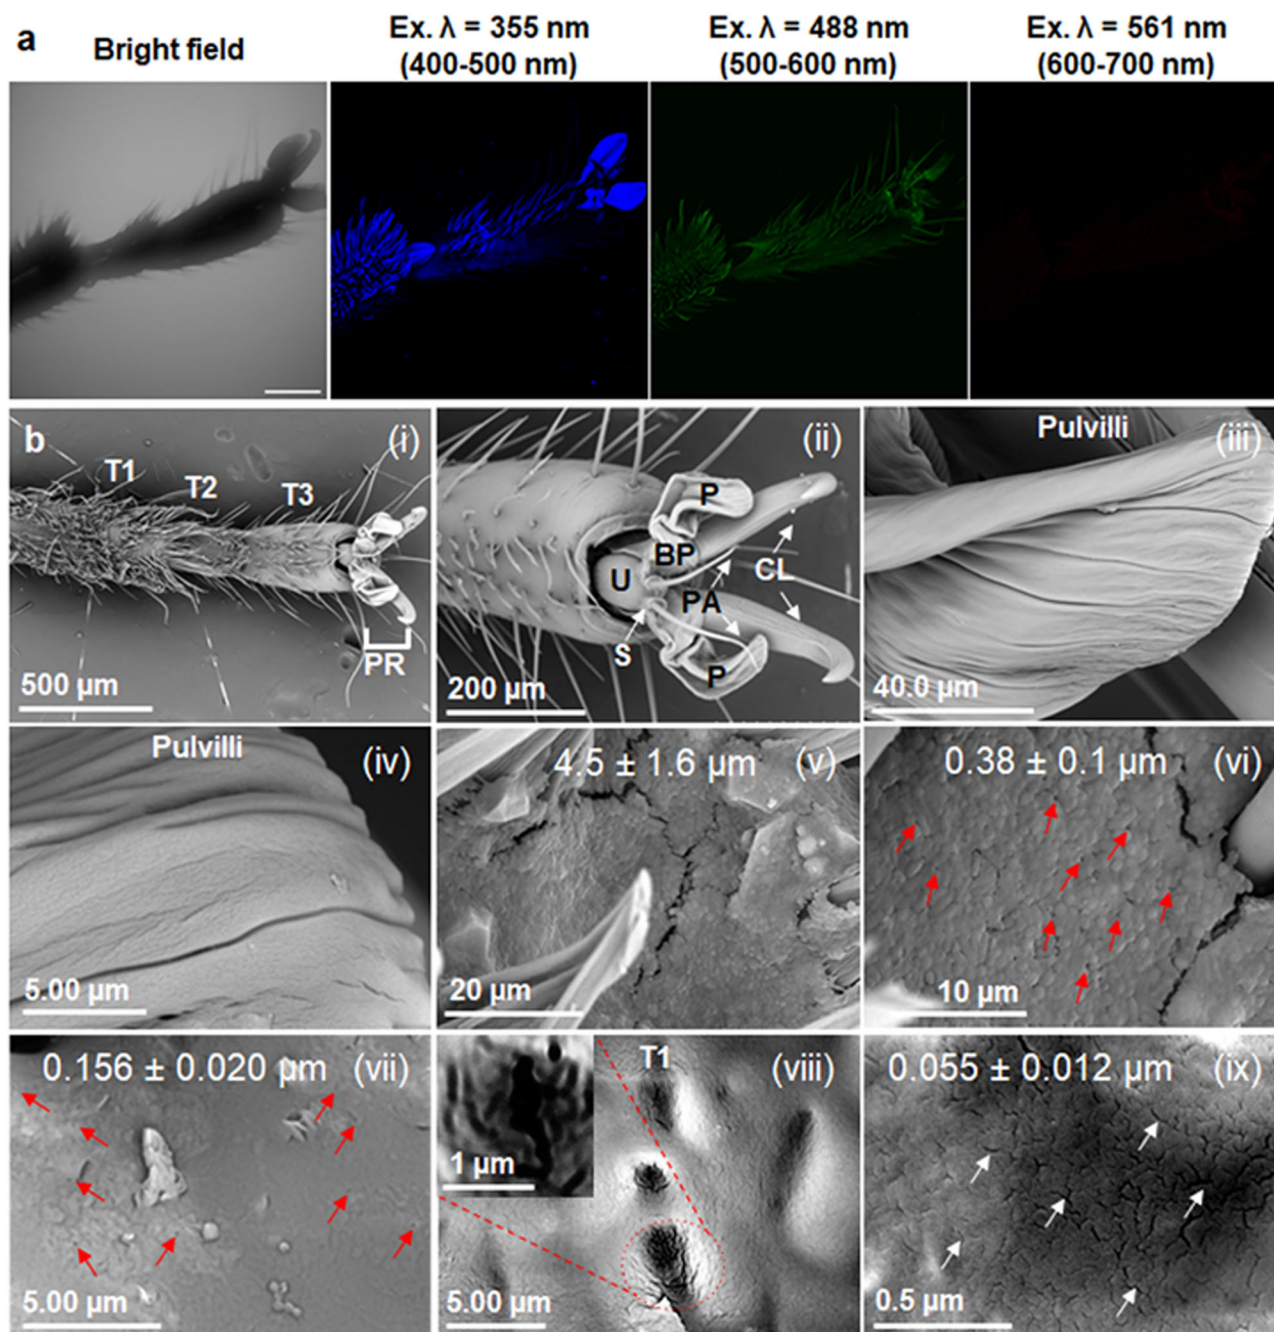 a
Bright field
Ex. λ = 355 nm
(400-500 nm)
Ex. λ = 488 nm
(500-600 nm)
Ex. λ = 561 nm
(600-700 nm)
b
(i)
T1
T2
T3
PR
500 µm
(ii)
P
BP
U
CL
PA
S
P
200 µm
Pulvilli
(iii)
40.0 µm
Pulvilli
(iv)
5.00 µm
4.5 ± 1.6 µm
(v)
20 µm
0.38 ± 0.1 µm
(vi)
10 µm
0.156 ± 0.020 µm
(vii)
5.00 µm
T1
(viii)
1 µm
5.00 µm
0.055 ± 0.012 µm
(ix)
0.5 µm